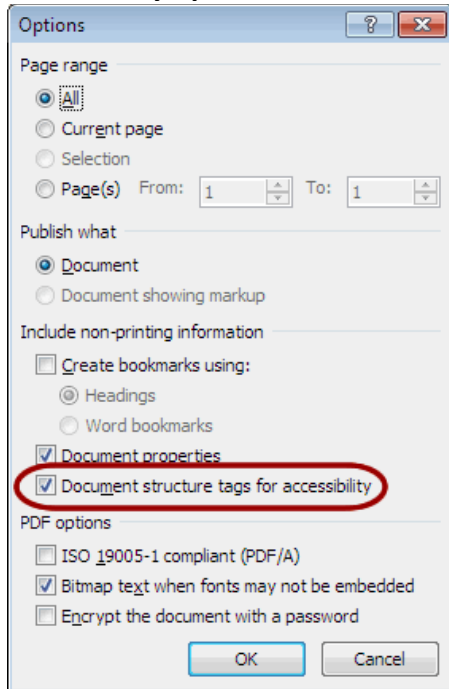 Options
Page range
All
Current page
Selection
Page(s) From: 1 To: 1
Publish what
Document
Document showing markup
Include non-printing information
Create bookmarks using:
Headings
Word bookmarks
Document properties
Document structure tags for accessibility
PDF options
ISO 19005-1 compliant (PDF/A)
Bitmap text when fonts may not be embedded
Encrypt the document with a password
OK Cancel